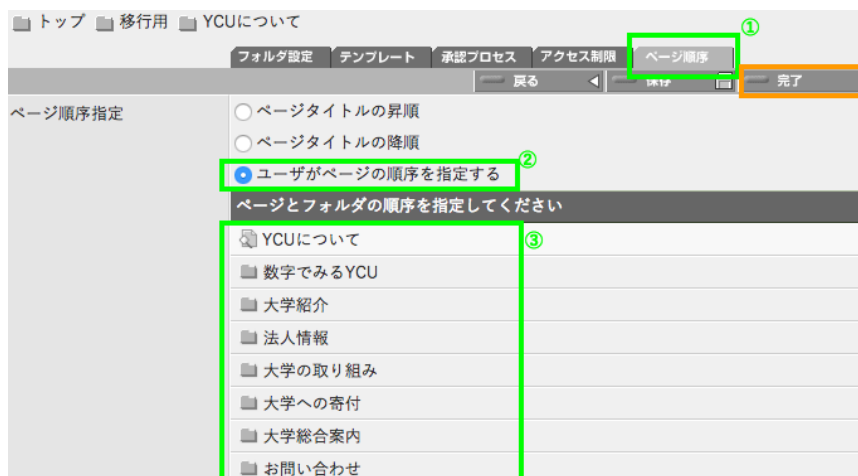 トップ 移行用 YCUについて
①
フォルダ設定 テンプレート 承認プロセス アクセス制限 ページ順序
戻る 保存 完了
ページ順序指定
ページタイトルの昇順
ページタイトルの降順
②
ユーザがページの順序を指定する
ページとフォルダの順序を指定してください
YCUについて ③
数字でみるYCU
大学紹介
法人情報
大学の取り組み
大学への寄付
大学総合案内
お問い合わせ